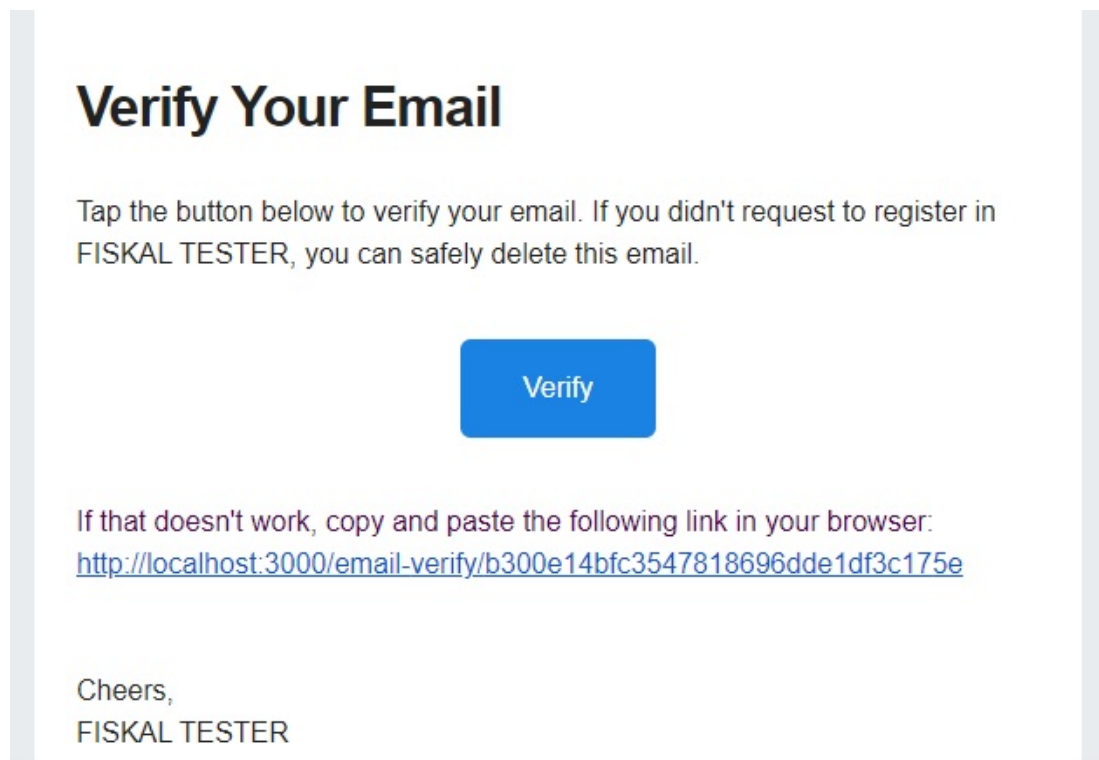 Verify Your Email
Tap the button below to verify your email. If you didn't request to register in
FISKAL TESTER, you can safely delete this email.
Verify
If that doesn't work, copy and paste the following link in your browser:
http://localhost:3000/email-verify/b300e14bfc3547818696dde1df3c175e
Cheers,
FISKAL TESTER